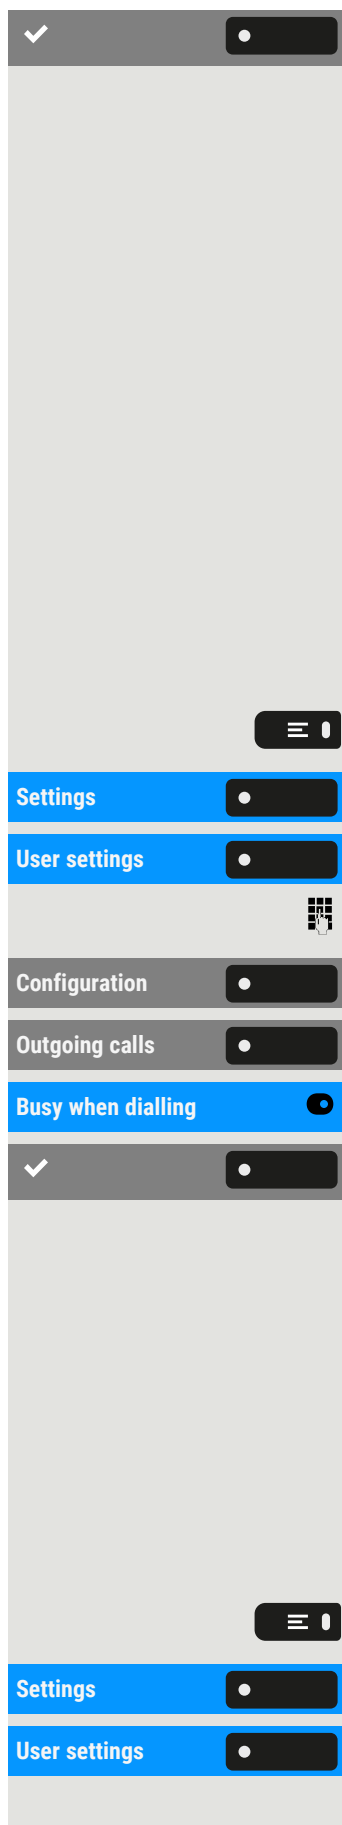 Settings
User settings
Configuration
Outgoing calls
Busy when dialling
Settings
User settings